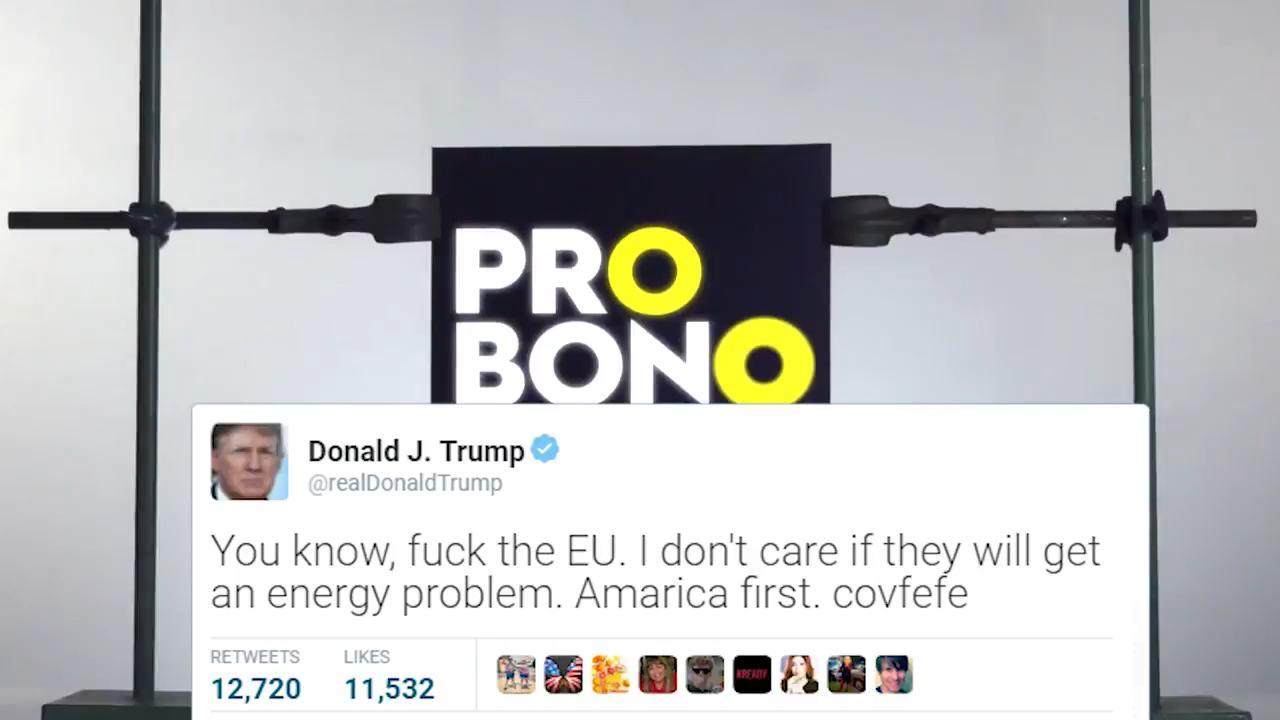 PRO
BONO
Donald J. Trump
@realDonaldTrump
You know, fuck the EU. I don't care if they will get
an energy problem. Amarica first. covfefe
RETWEETS LIKES
12,720 11,532